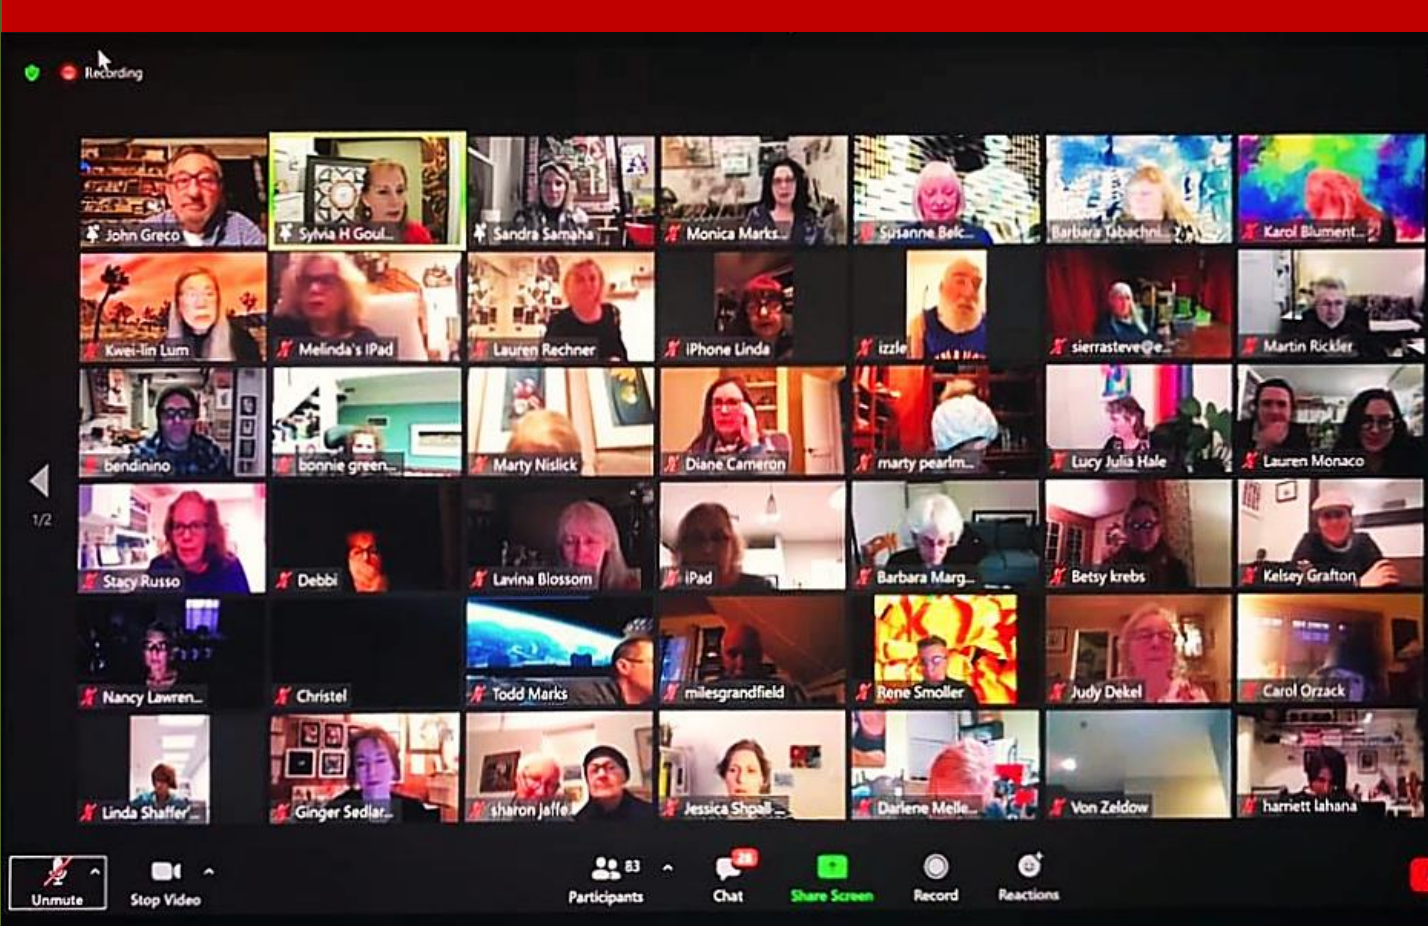 Recording
John Greco
Sylvia H Goul...
Sandra Samaha
Monica Marks...
Susanne Belc...
Barbara Tabachni...
Karol Blument...
Kwei-lin Lum
Melinda's IPad
Lauren Rechner
iPhone Linda
izzle
sierrasteve@e...
Martin Rickler
bendinino
bonnie green...
Marty Nislick
Diane Cameron
marty pearlm...
Lucy Julia Hale
Lauren Monaco
1/2
Stacy Russo
Debbi
Lavina Blossom
iPad
Barbara Marg...
Betsy krebs
Kelsey Grafton
Nancy Lawren...
Christel
Todd Marks
milesgrandfield
Rene Smoller
Judy Dekel
Carol Orzack
Linda Shaffer'...
Ginger Sedlar...
sharon jaffe
Jessica Shpall ...
Darlene Melle...
Von Zeldow
harriett lahana
Unmute
Stop Video
83
Participants
28
Chat
Share Screen
Record
Reactions